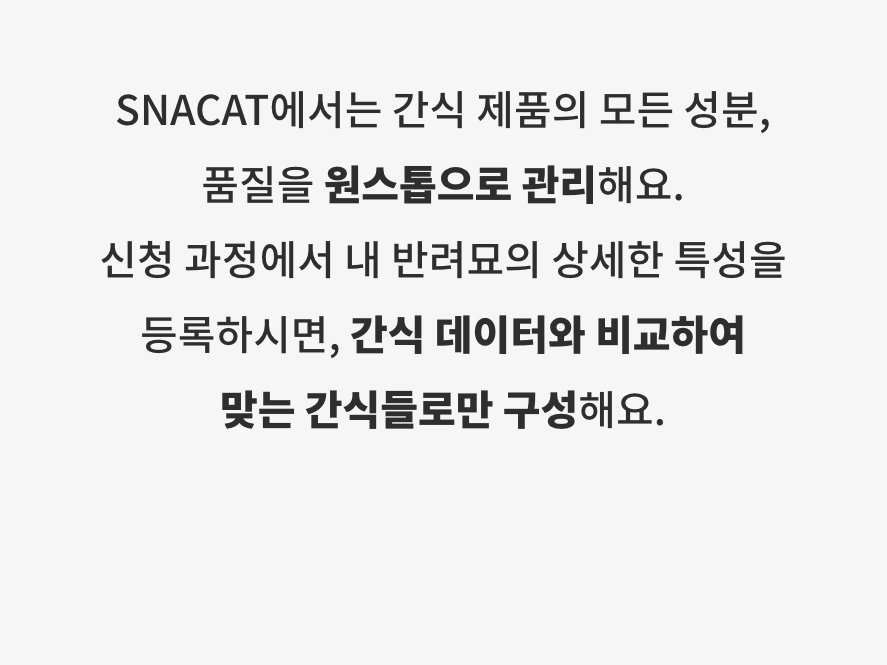 SNACAT에서는 간식 제품의 모든 성분,
품질을 원스톱으로 관리해요.
신청 과정에서 내 반려묘의 상세한 특성을
등록하시면, 간식 데이터와 비교하여
맞는 간식들로만 구성해요.